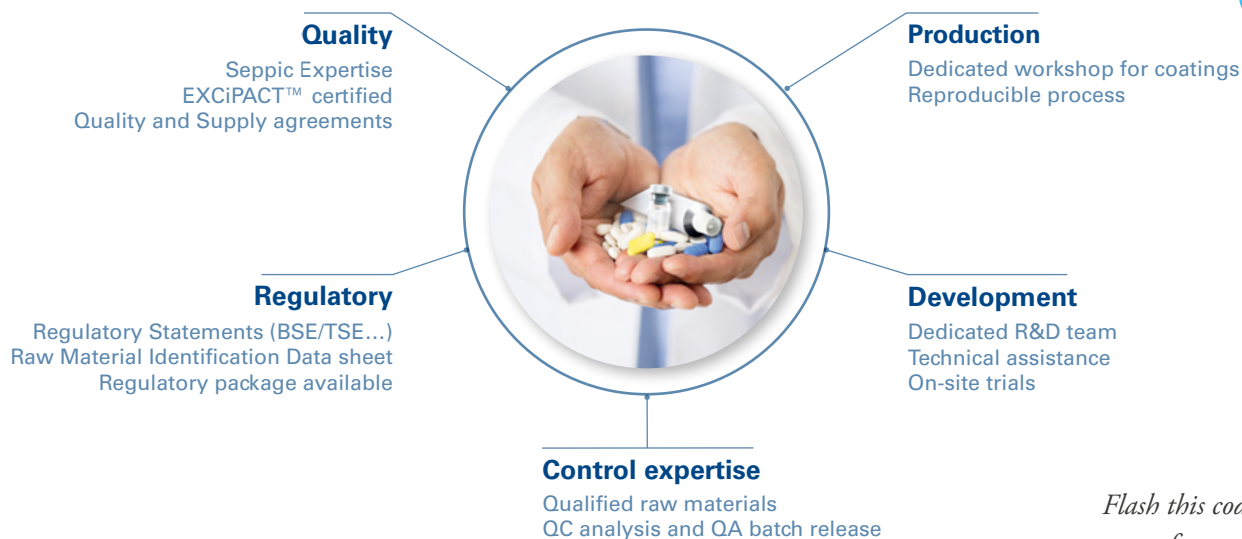 Quality
Seppic Expertise
EXCiPACT™ certified
Quality and Supply agreements
Production
Dedicated workshop for coatings
Reproducible process
Regulatory
Regulatory Statements (BSE/TSE...)
Raw Material Identification Data sheet
Regulatory package available
Development
Dedicated R&D team
Technical assistance
On-site trials
Control expertise
Qualified raw materials
QC analysis and QA batch release
Flash this